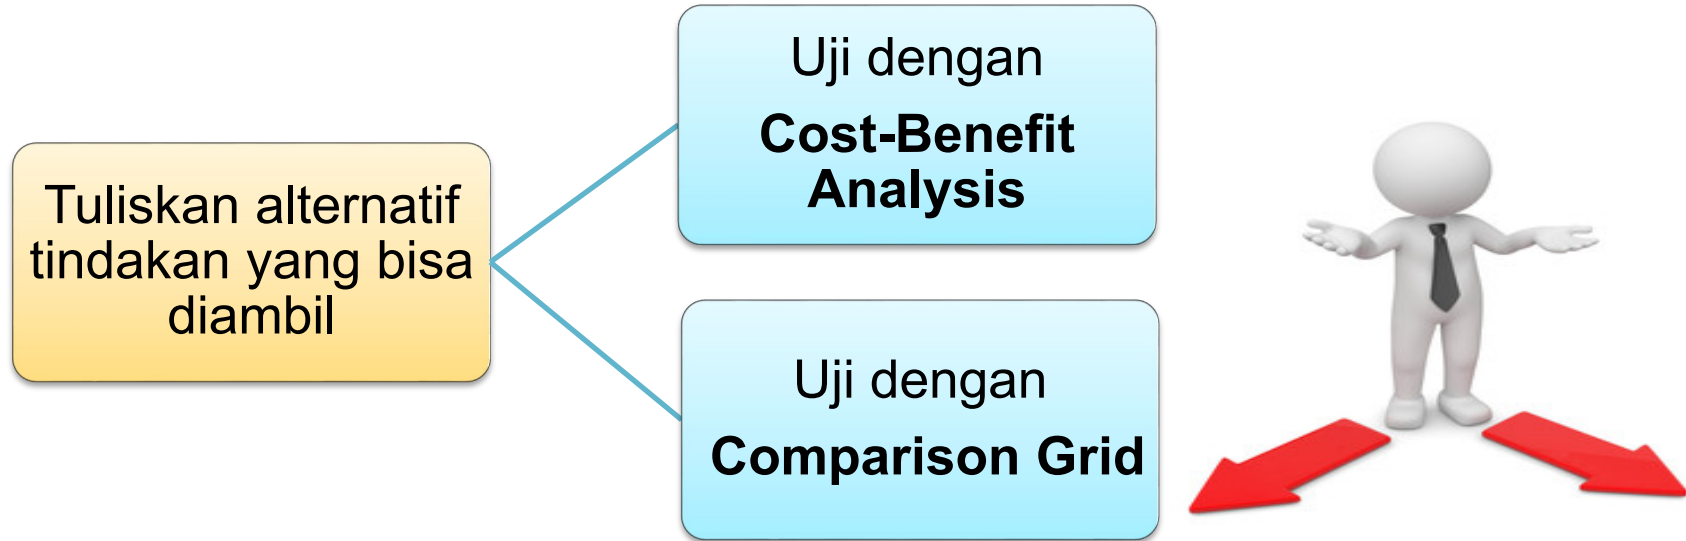 Tuliskan alternatif
tindakan yang bisa
diambil
Uji dengan
Cost-Benefit
Analysis
Uji dengan
Comparison Grid